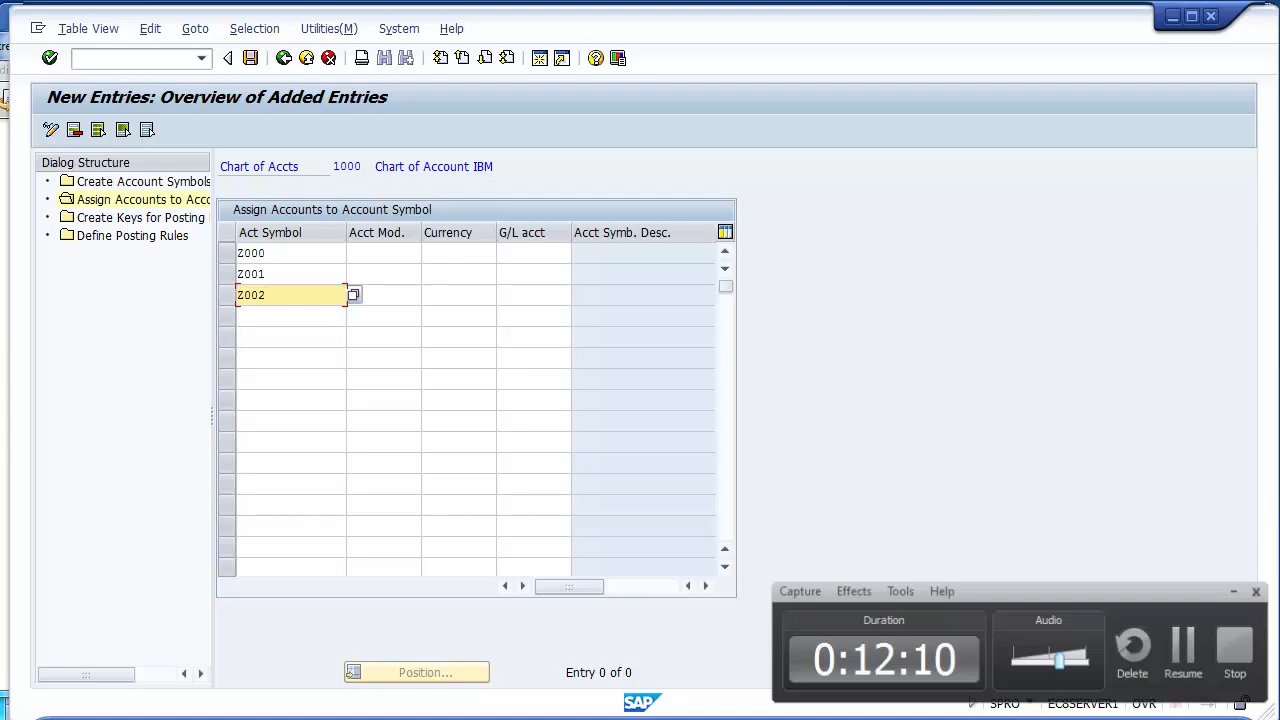 Table View Edit Goto Selection Utilities(M) System Help
New Entries: Overview of Added Entries
Dialog Structure
Create Account Symbols
Assign Accounts to Acco
Create Keys for Posting
Define Posting Rules
Chart of Accts 1000 Chart of Account IBM
Assign Accounts to Account Symbol
Act Symbol Acct Mod. Currency G/L acct Acct Symb. Desc.
Z000
Z001
Z002
Position... Entry 0 of 0
Capture Effects Tools Help
Duration Audio
0:12:10
Delete Resume Stop
SAP
SPRO EC8SERVER1 OVR